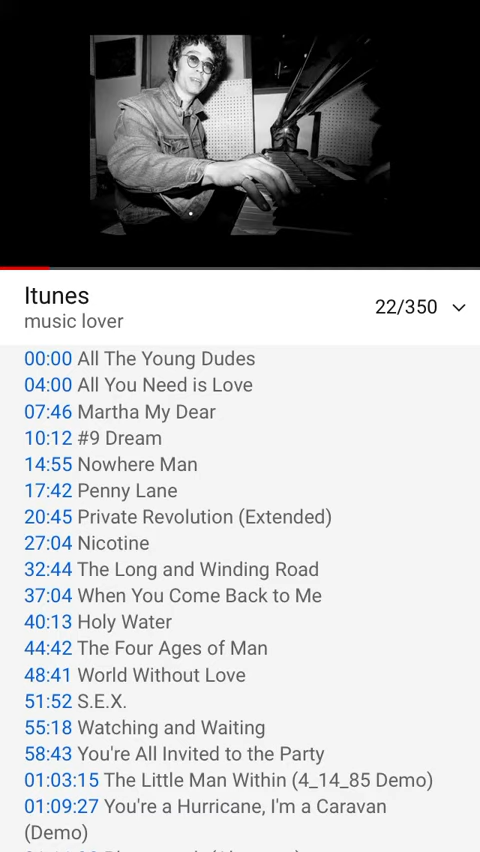 Itunes
music lover
22/350
00:00 All The Young Dudes
04:00 All You Need is Love
07:46 Martha My Dear
10:12 #9 Dream
14:55 Nowhere Man
17:42 Penny Lane
20:45 Private Revolution (Extended)
27:04 Nicotine
32:44 The Long and Winding Road
37:04 When You Come Back to Me
40:13 Holy Water
44:42 The Four Ages of Man
48:41 World Without Love
51:52 S.E.X.
55:18 Watching and Waiting
58:43 You're All Invited to the Party
01:03:15 The Little Man Within (4_14_85 Demo)
01:09:27 You're a Hurricane, I'm a Caravan
(Demo)